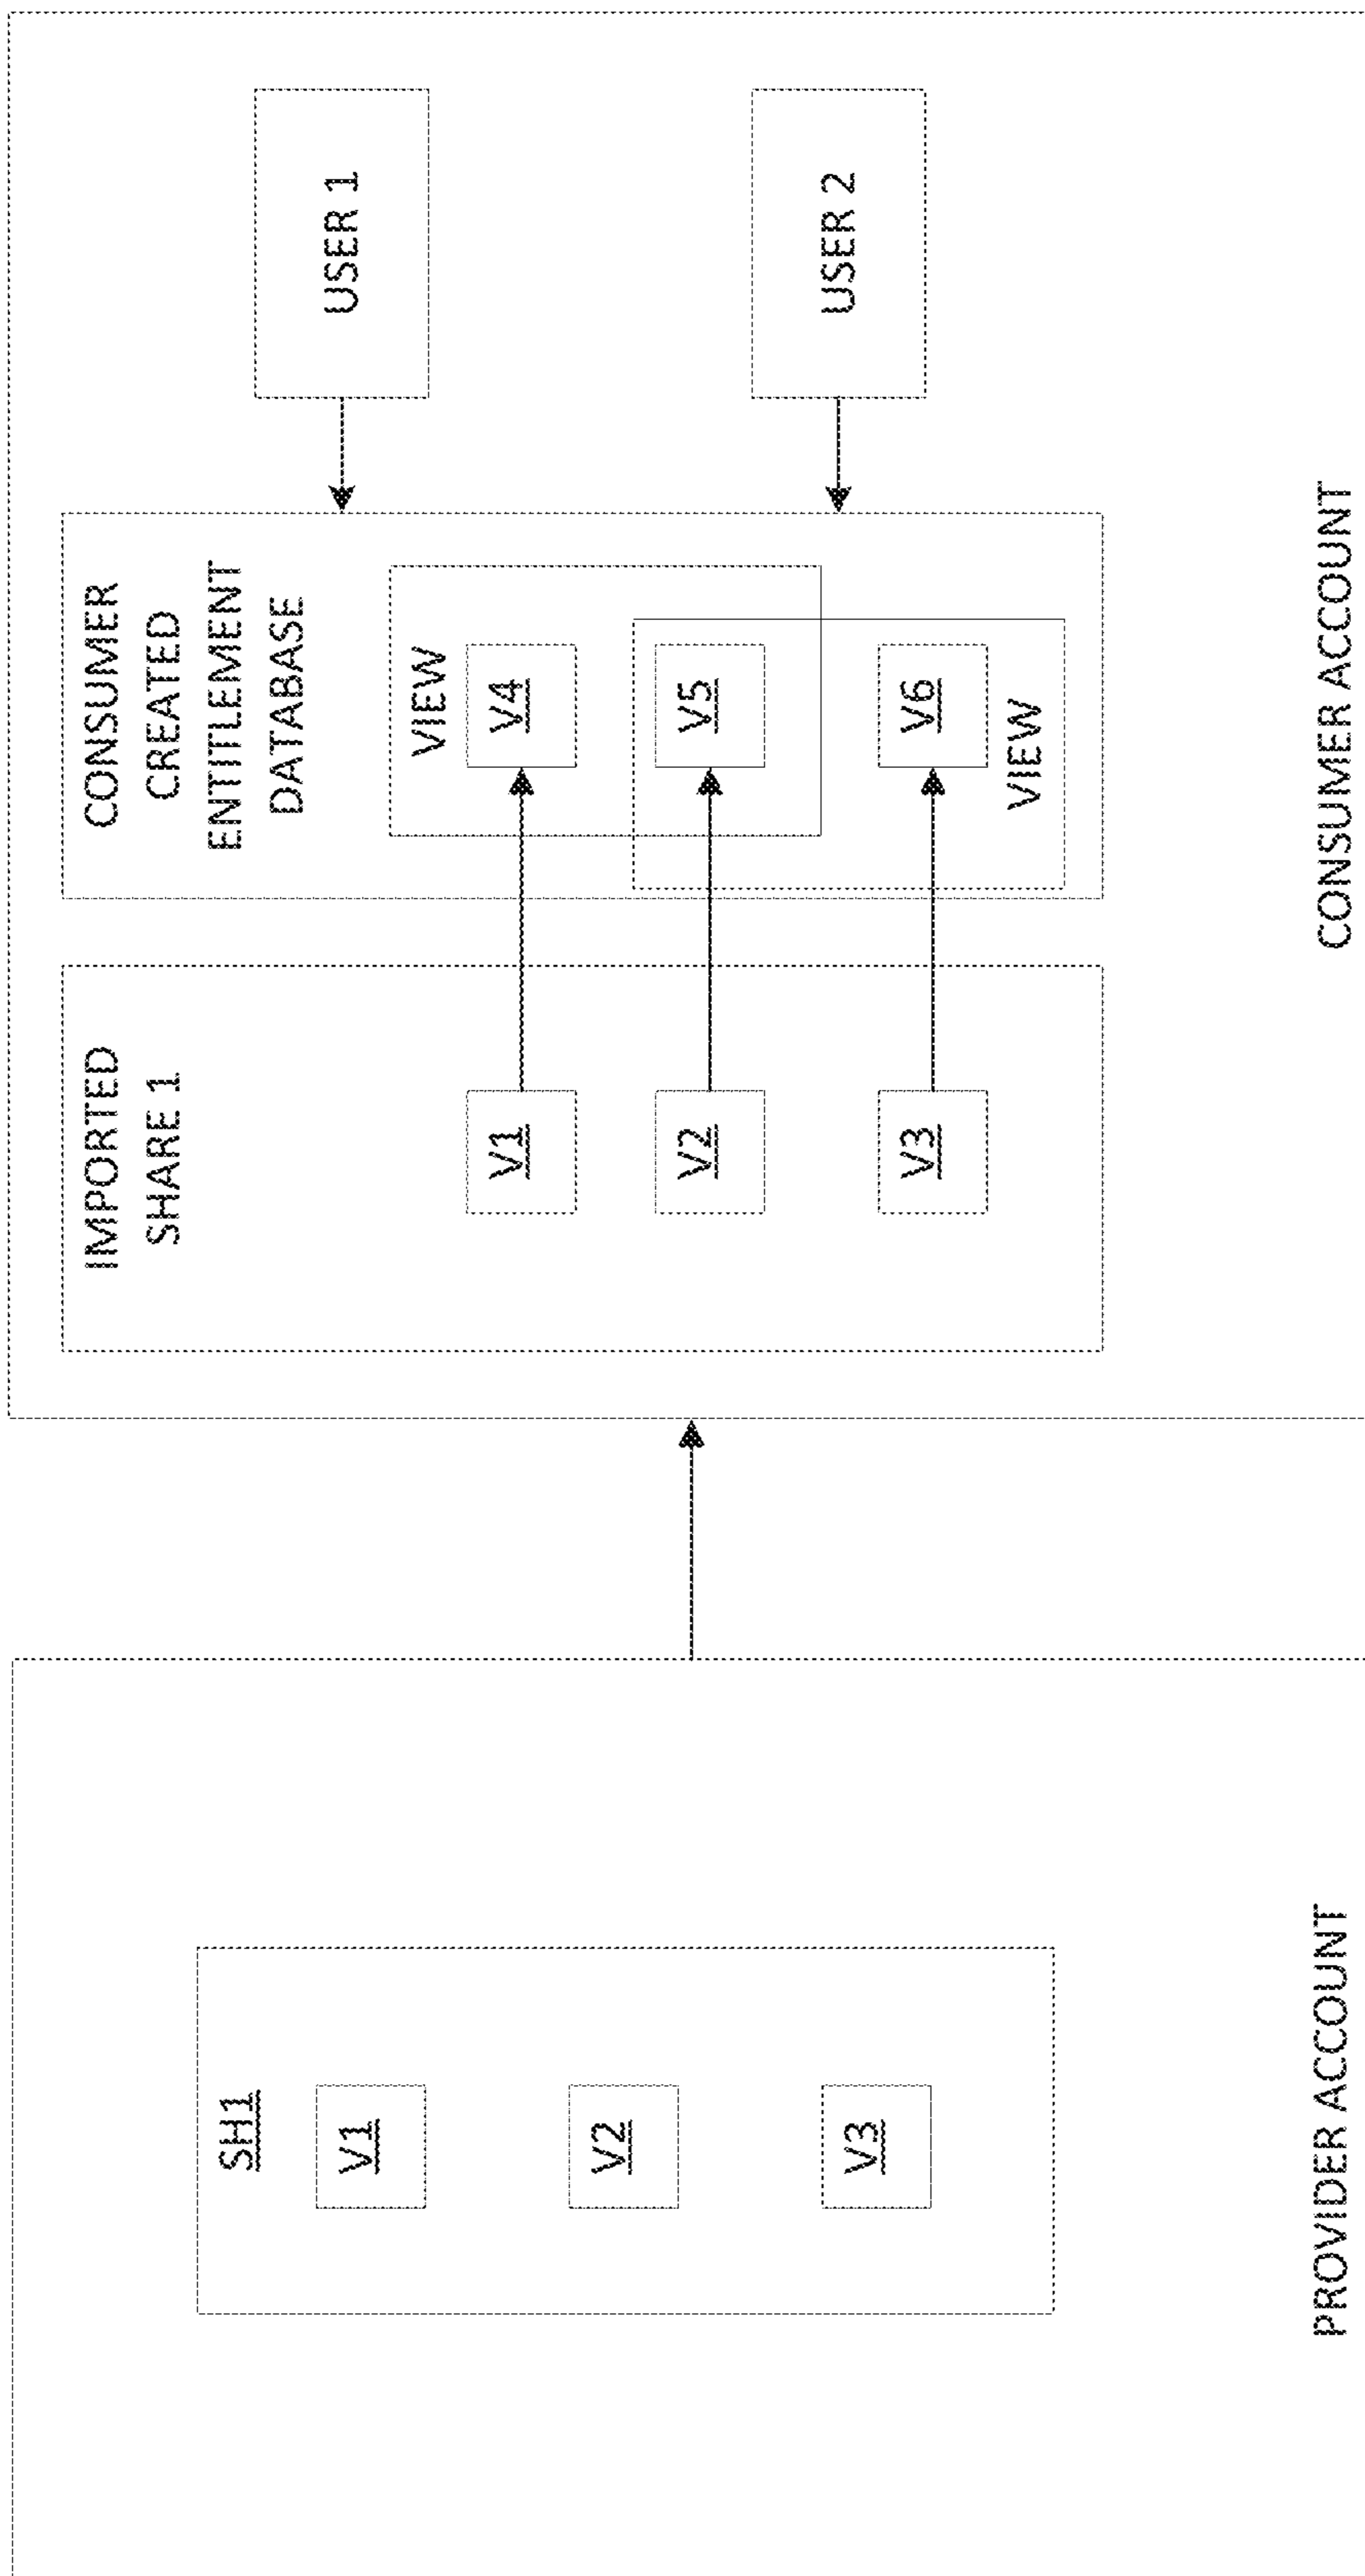 SH1
V1
V2
V3
PROVIDER ACCOUNT
IMPORTED
SHARE 1
V1
V2
V3
CONSUMER
CREATED
ENTITLEMENT
DATABASE
VIEW
V4
V5
V6
VIEW
USER 1
USER 2
CONSUMER ACCOUNT